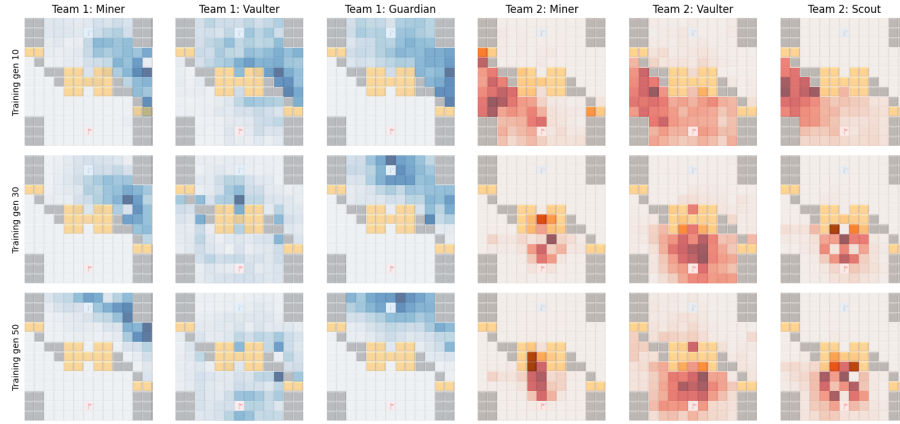 Team 1: Miner
Team 1: Vaulter
Team 1: Guardian
Team 2: Miner
Team 2: Vaulter
Team 2: Scout
Training gen 10
Training gen 30
Training gen 50